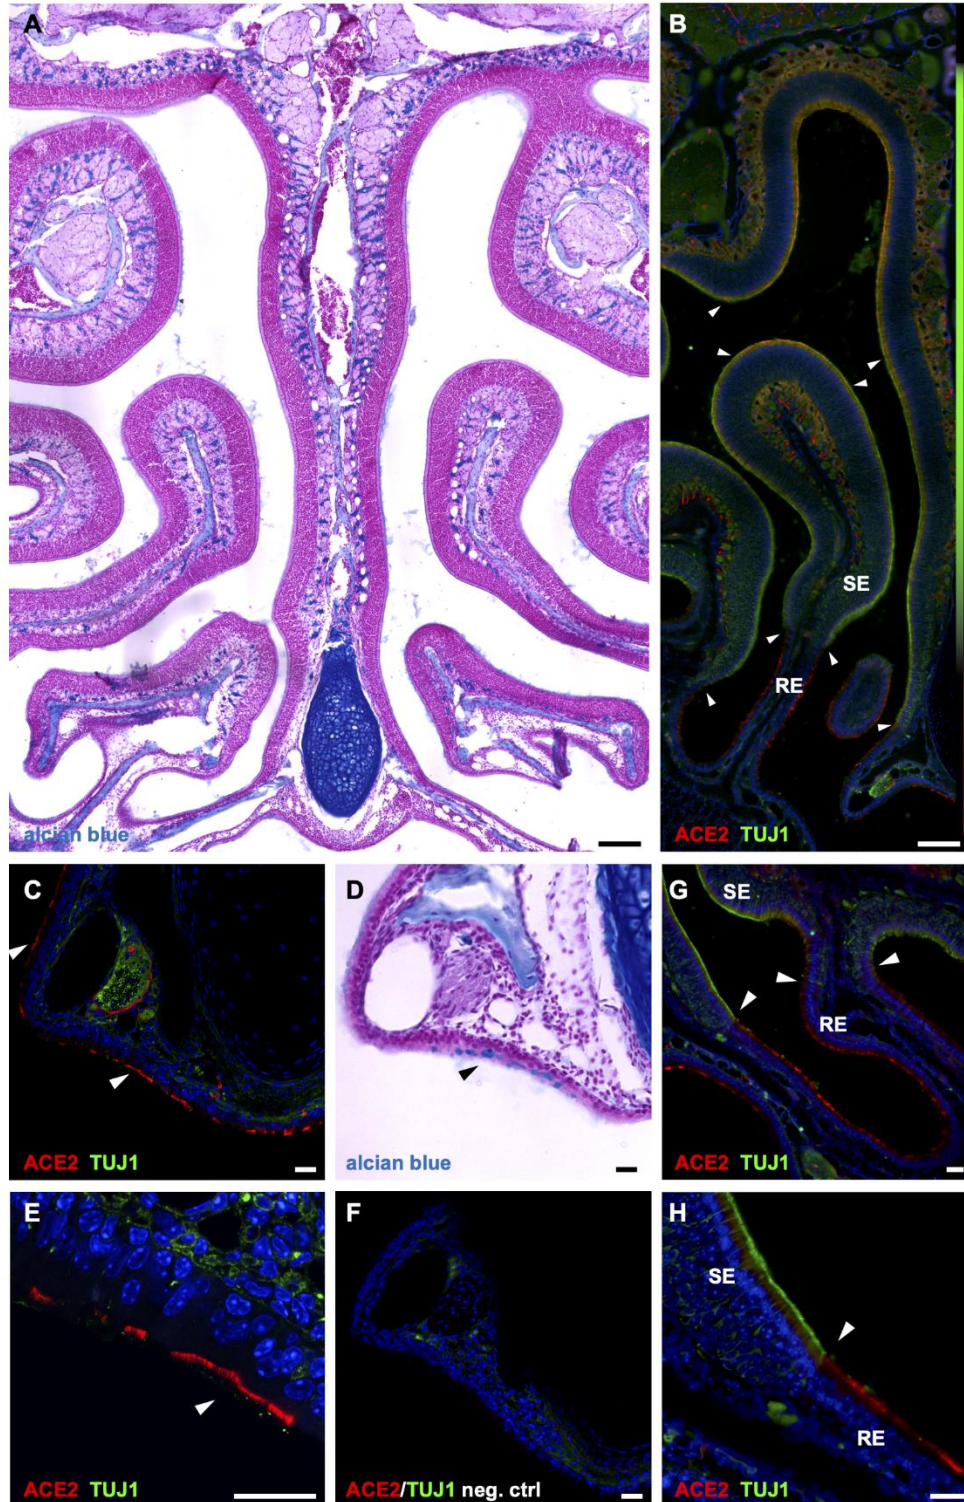 A
alcian blue
B
SE
RE
ACE2 TUJ1
C
ACE2 TUJ1
D
alcian blue
G
SE
RE
ACE2 TUJ1
E
ACE2 TUJ1
F
ACE2/TUJ1 neg. ctrl
H
SE
RE
ACE2 TUJ1